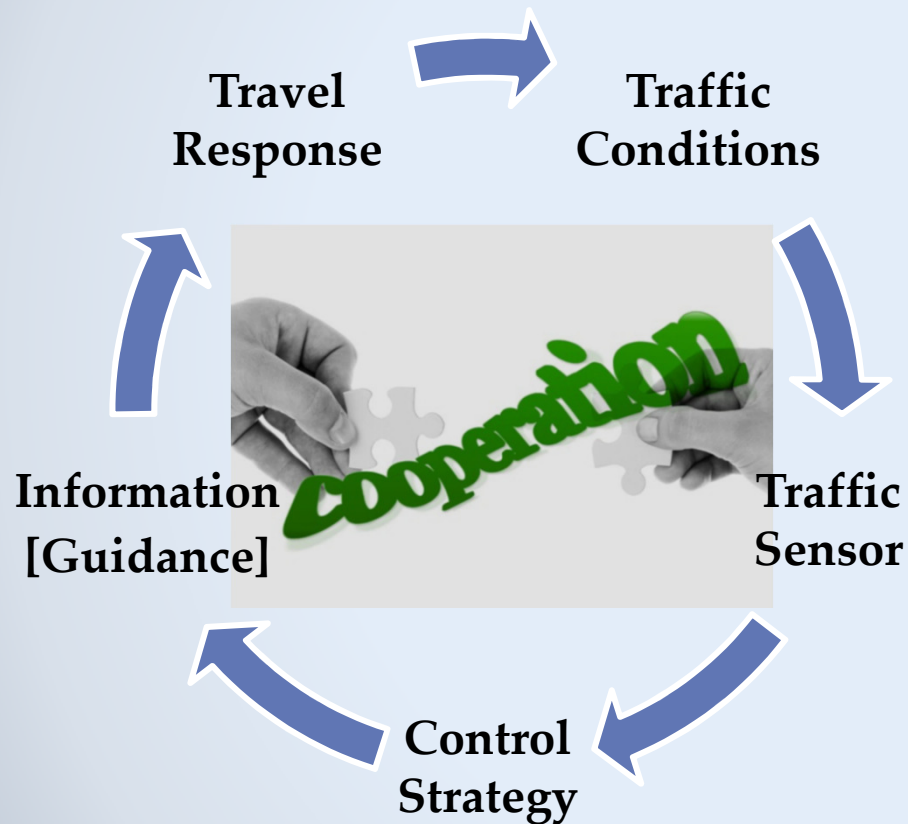 Travel
Response
Traffic
Conditions
cooperation
Information
[Guidance]
Traffic
Sensor
Control
Strategy